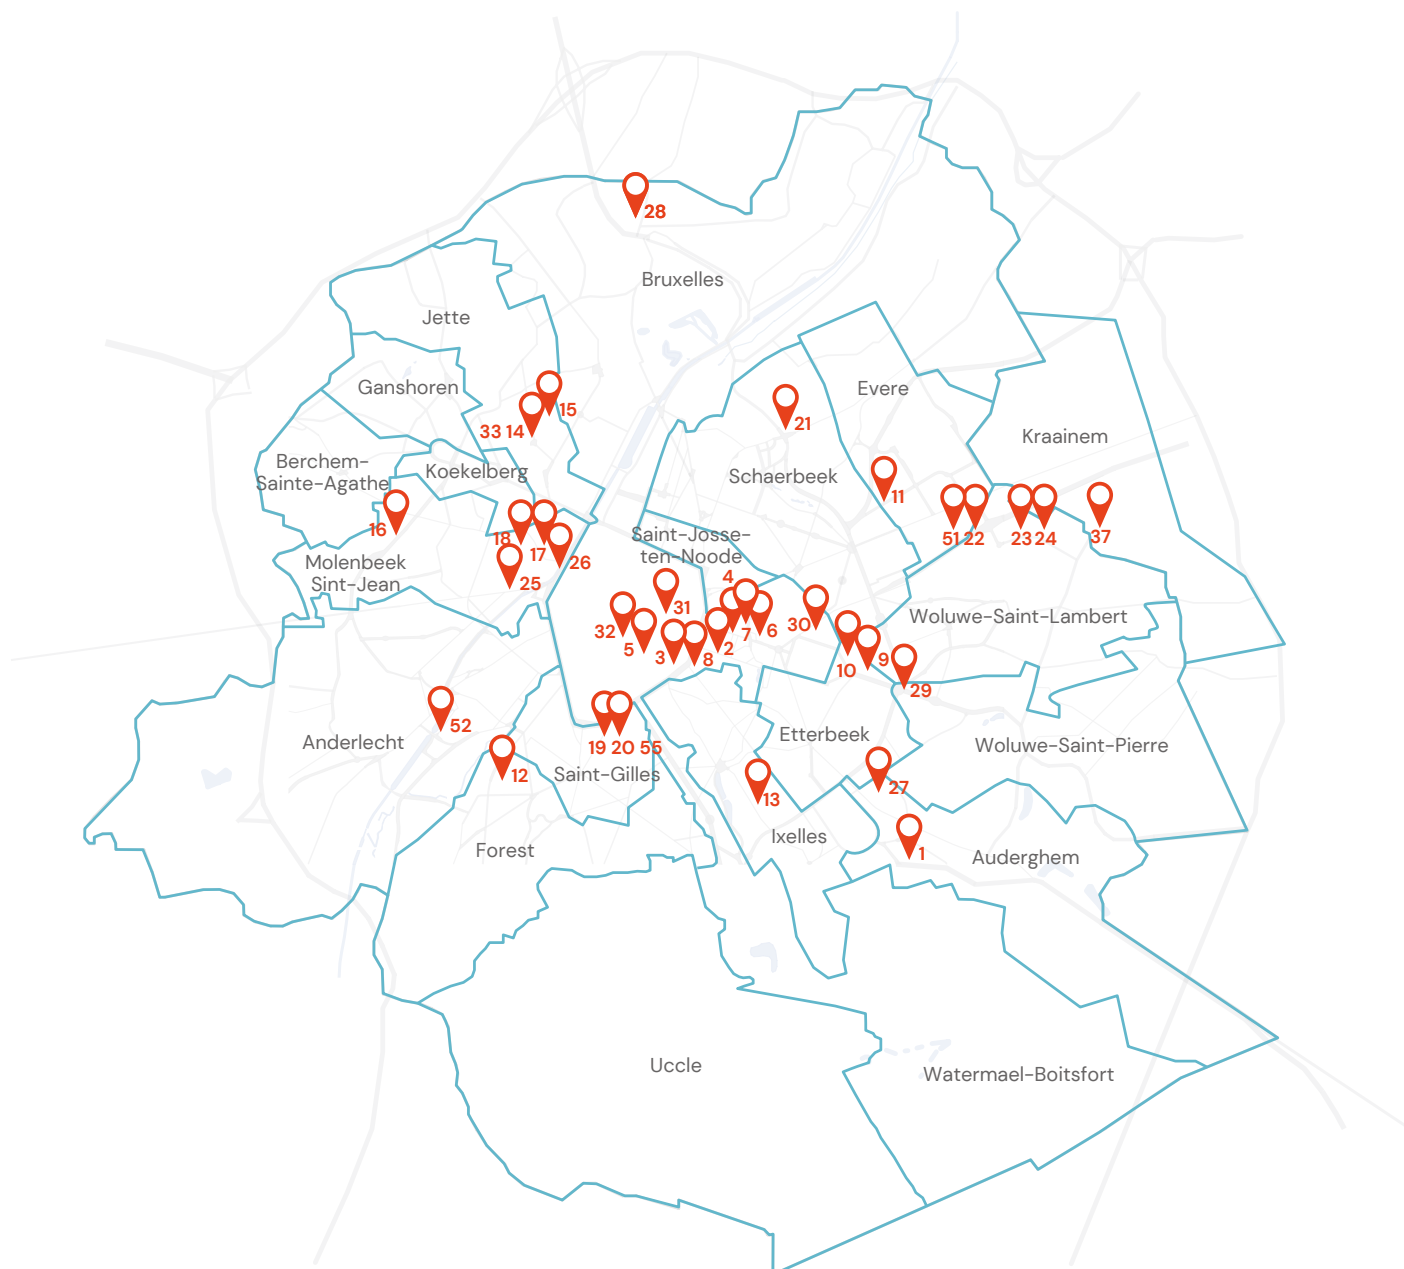 28
Bruxelles
Jette
Ganshoren
Evere
15
33 14
21
Kraainem
Berchem-
Sainte-Agathe
Koekelberg
Schaerbeek
11
16
18
17
26
51 22
23 24
37
Saint-Josse-
ten-Noode
Molenbeek
Sint-Jean
25
4
31
32
5
3
8
2
7
6
30
Woluwe-Saint-Lambert
10
9
29
52
Anderlecht
19 20 55
Etterbeek
Woluwe-Saint-Pierre
12
Saint-Gilles
13
27
Forest
Ixelles
1
Auderghem
Uccle
Watermael-Boitsfort